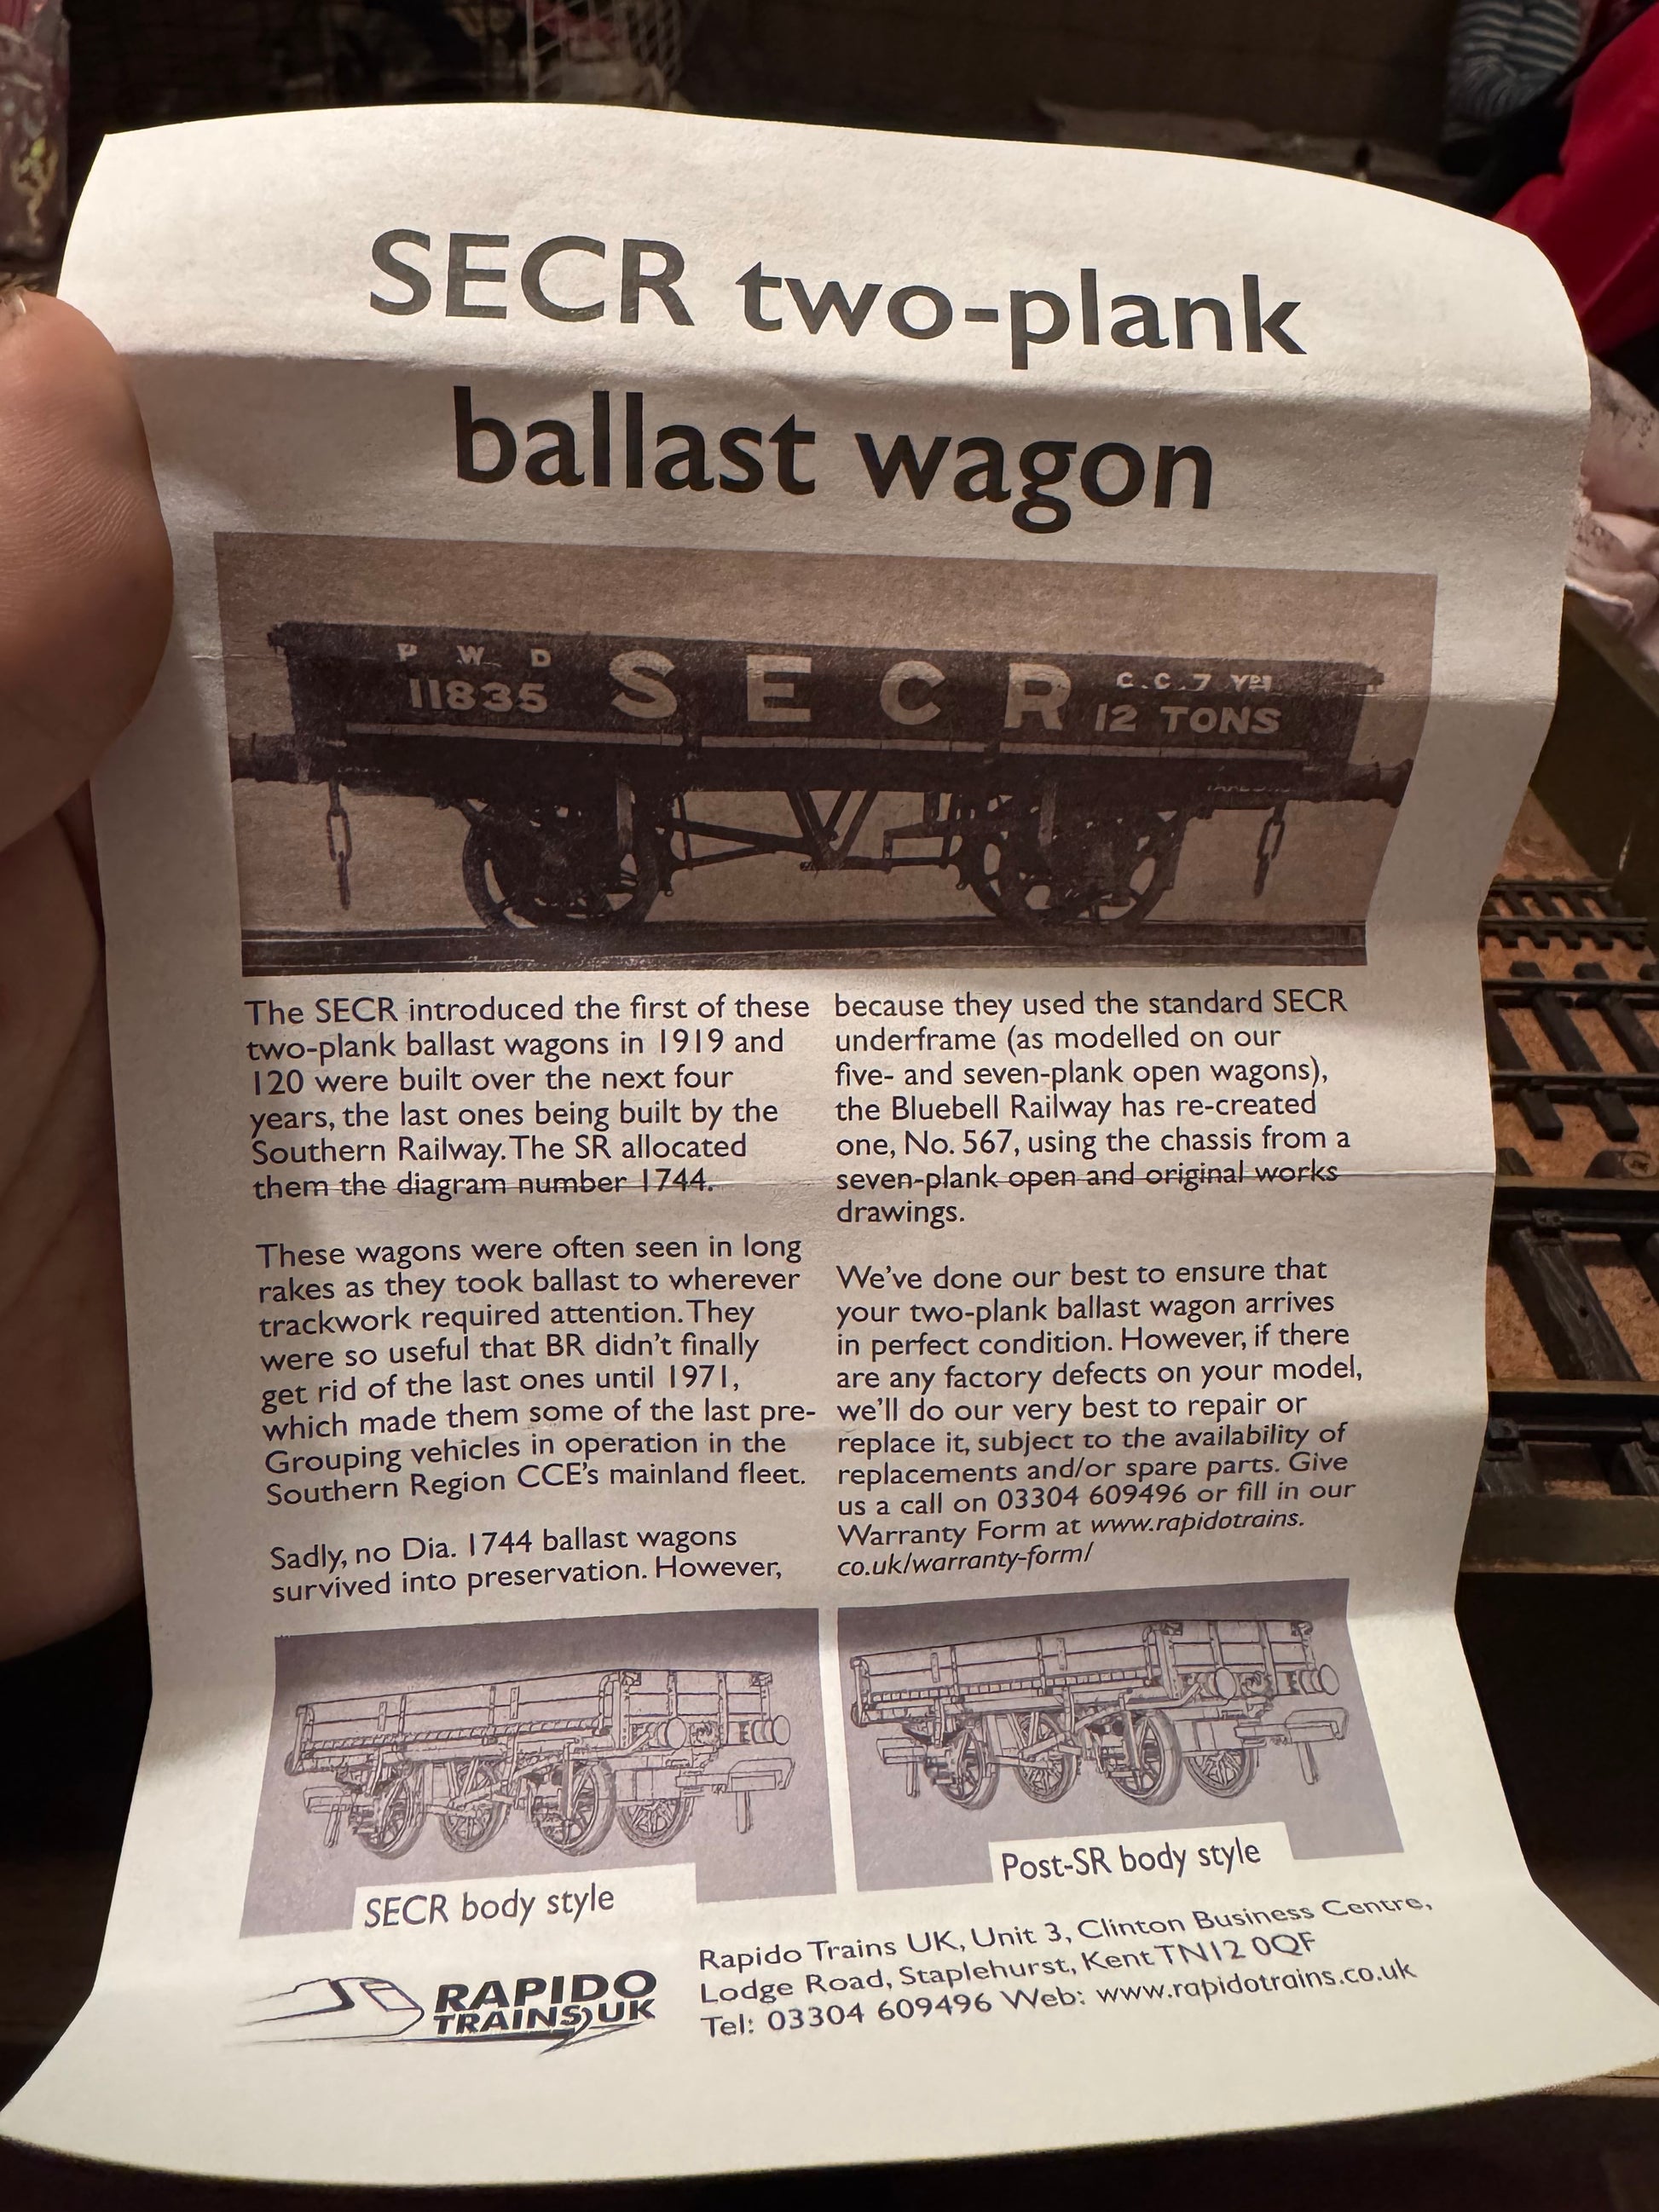 SECR two-plank
ballast wagon
P W D
11835
S E C R
C.C.7 YDS
12 TONS
The SECR introduced the first of these
two-plank ballast wagons in 1919 and
120 were built over the next four
years, the last ones being built by the
Southern Railway. The SR allocated
them the diagram number 1744.
These wagons were often seen in long
rakes as they took ballast to wherever
trackwork required attention. They
were so useful that BR didn't finally
get rid of the last ones until 1971,
which made them some of the last pre-
Grouping vehicles in operation in the
Southern Region CCE's mainland fleet.
Sadly, no Dia. 1744 ballast wagons
survived into preservation. However,
because they used the standard SECR
underframe (as modelled on our
five- and seven-plank open wagons),
the Bluebell Railway has re-created
one, No. 567, using the chassis from a
seven-plank open and original works
drawings.
We've done our best to ensure that
your two-plank ballast wagon arrives
in perfect condition. However, if there
are any factory defects on your model,
we'll do our very best to repair or
replace it, subject to the availability of
replacements and/or spare parts. Give
us a call on 03304 609496 or fill in our
Warranty Form at www.rapidotrains.
co.uk/warranty-form/
SECR body style
Post-SR body style
RAPIDO
TRAINS UK
Rapido Trains UK, Unit 3, Clinton Business Centre,
Lodge Road, Staplehurst, Kent TN12 0QF
Tel: 03304 609496 Web: www.rapidotrains.co.uk